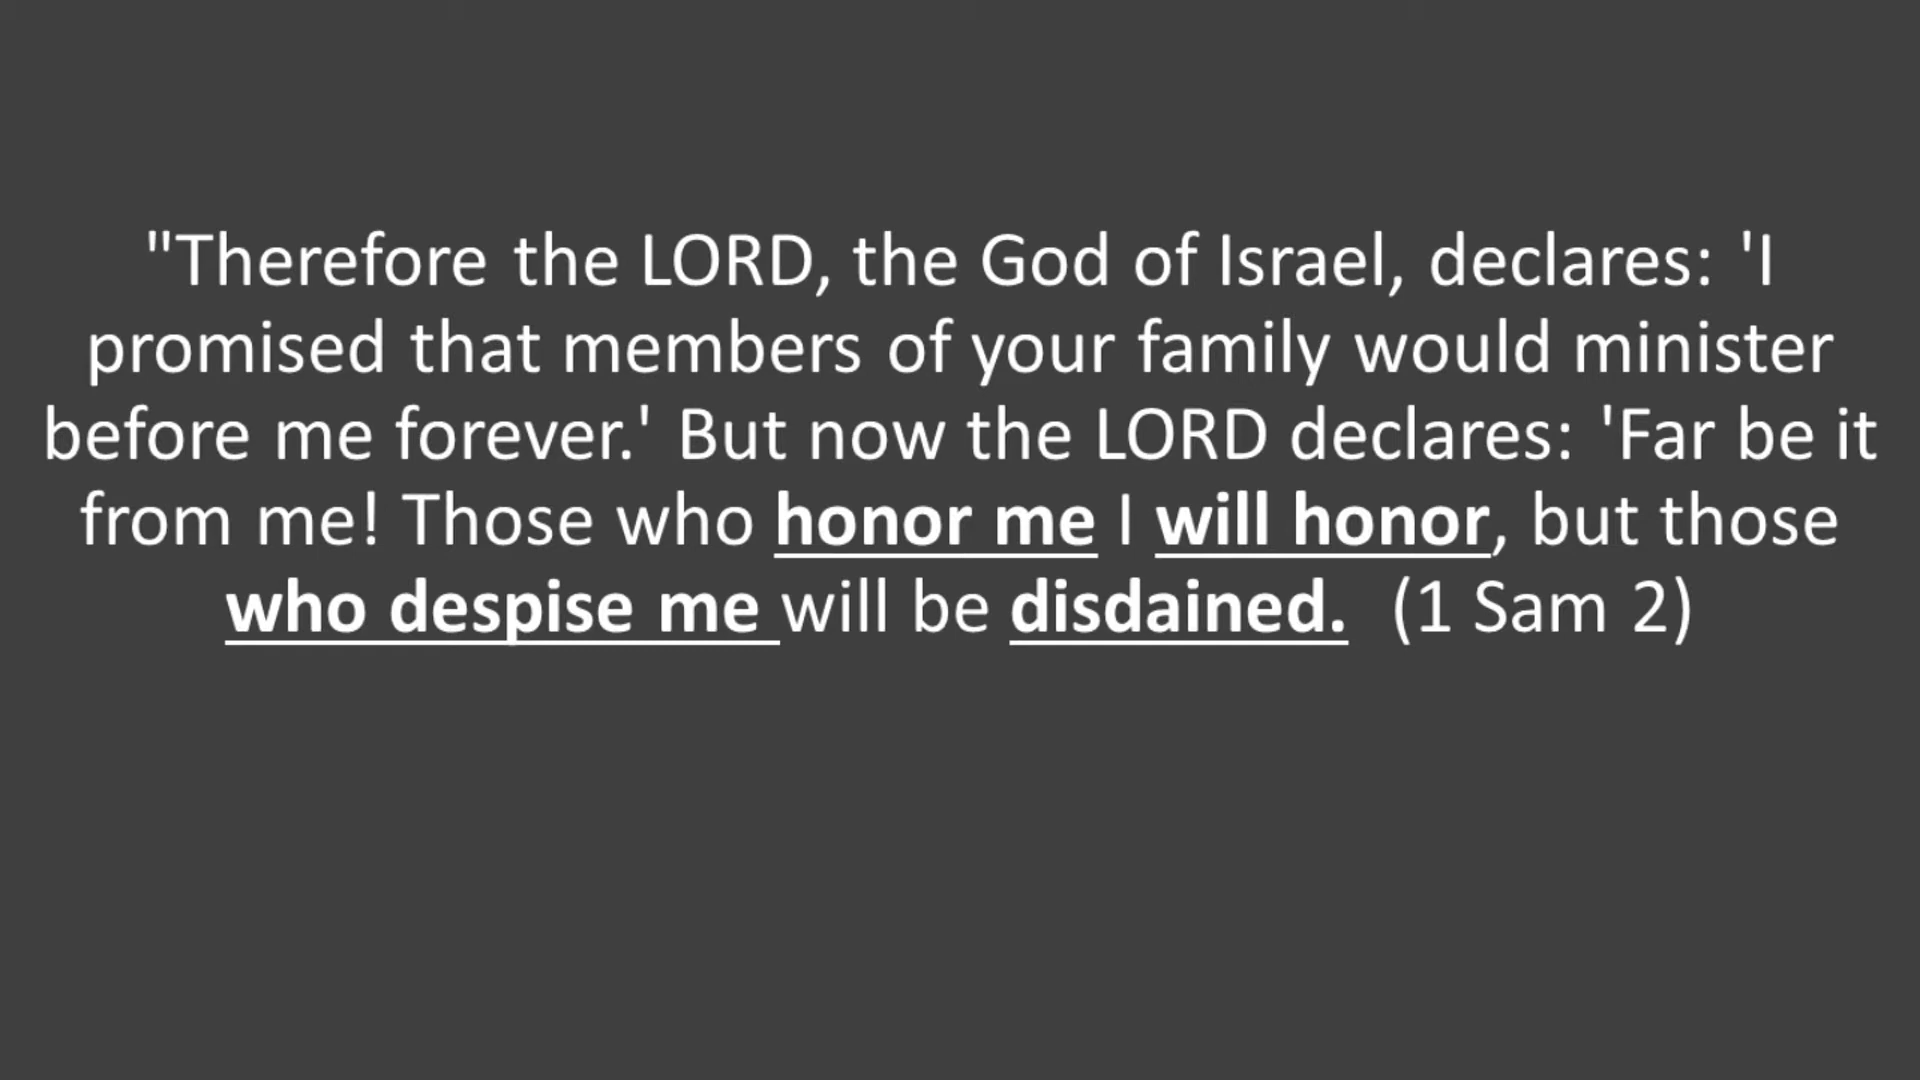 "Therefore the LORD, the God of Israel, declares: 'I
promised that members of your family would minister
before me forever.' But now the LORD declares: 'Far be it
from me! Those who honor me I will honor, but those
who despise me will be disdained.  (1 Sam 2)